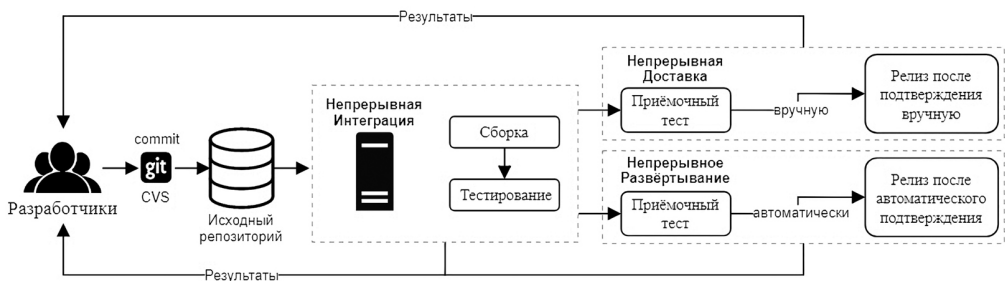 Результаты
Разработчики
commit
git
CVS
Исходный
репозиторий
Непрерывная
Интеграция
Сборка
Тестирование
Непрерывная
Доставка
Приёмочный
тест
вручную
Релиз после
подтверждения
вручную
Непрерывное
Развёртывание
Приёмочный
тест
автоматически
Релиз после
автоматического
подтверждения
Результаты